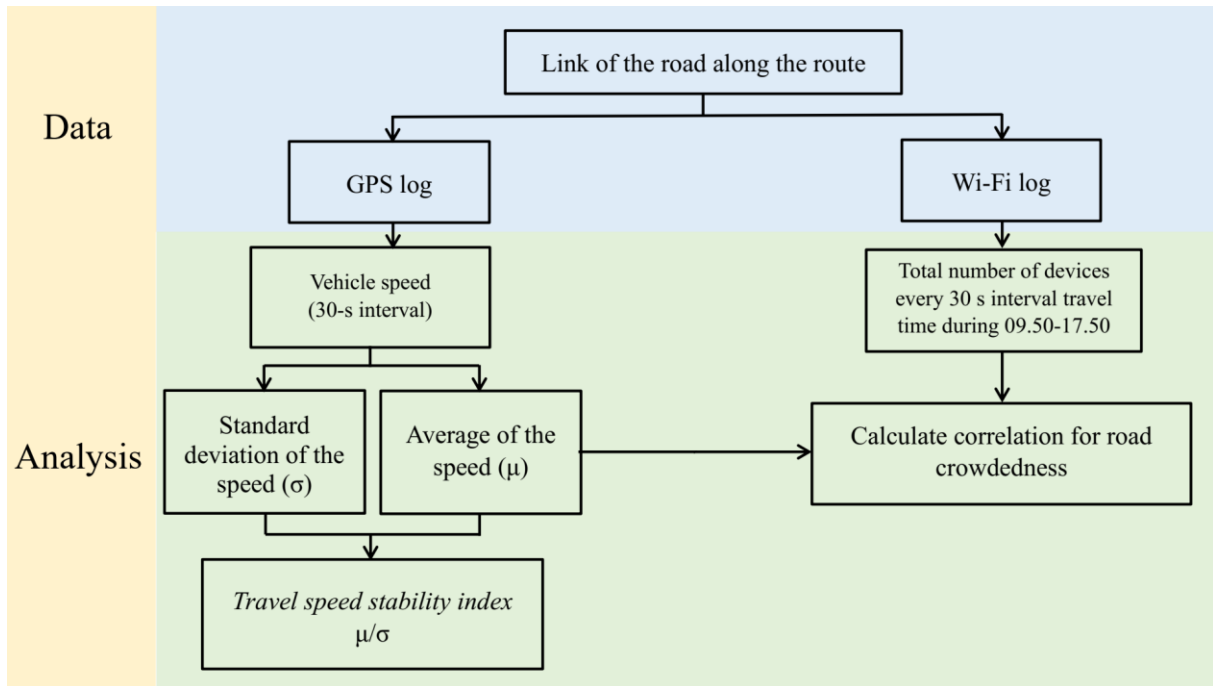 Data
Link of the road along the route
GPS log
Wi-Fi log
Analysis
Vehicle speed
(30-s interval)
Total number of devices
every 30 s interval travel
time during 09.50-17.50
Standard
deviation of the
speed (σ)
Average of the
speed (μ)
Calculate correlation for road
crowdedness
Travel speed stability index
μ/σ